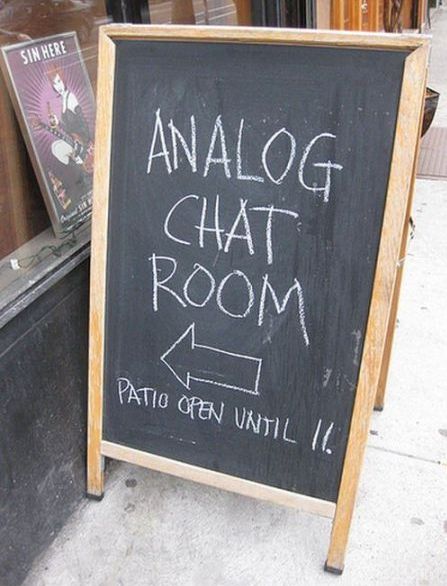 SIN HERE
ANALOG
CHAT
ROOM
PATIO OPEN UNTIL 11.